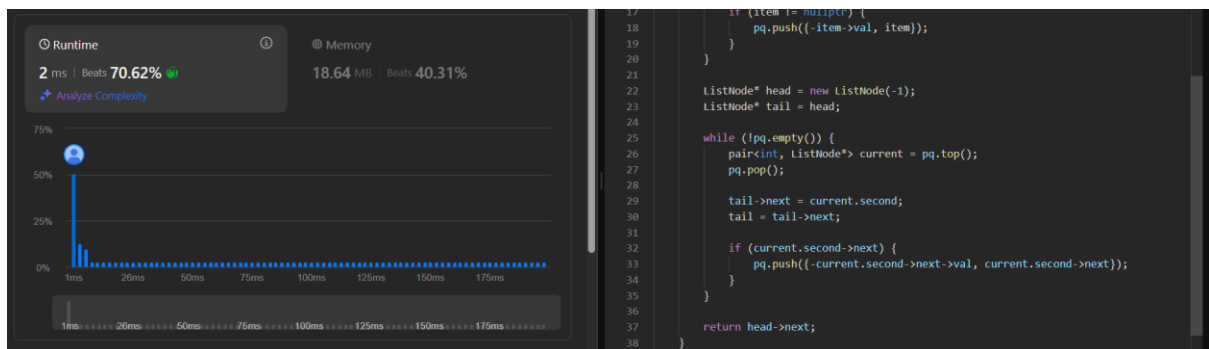 Runtime
Memory
2 ms | Beats 70.62%
18.64 MB | Beats 40.31%
Analyze Complexity
75%
50%
25%
0%
1ms 26ms 50ms 75ms 100ms 125ms 150ms 175ms
1ms 26ms 50ms 75ms 100ms 125ms 150ms 175ms
17 if (item != nullptr) {
18 pq.push({-item->val, item});
19 }
20 }
21
22 ListNode* head = new ListNode(-1);
23 ListNode* tail = head;
24
25 while (!pq.empty()) {
26 pair<int, ListNode*> current = pq.top();
27 pq.pop();
28
29 tail->next = current.second;
30 tail = tail->next;
31
32 if (current.second->next) {
33 pq.push({-current.second->next->val, current.second->next});
34 }
35 }
36
37 return head->next;
38 }